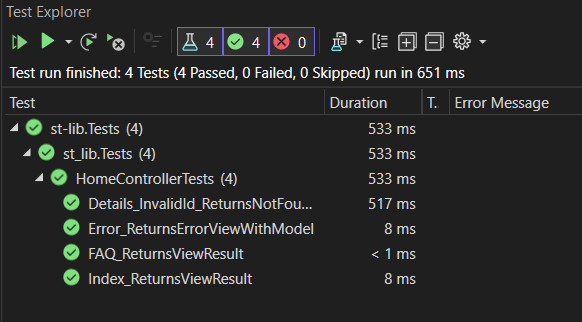 Test Explorer
4 4 0
Test run finished: 4 Tests (4 Passed, 0 Failed, 0 Skipped) run in 651 ms
Test Duration T. Error Message
st-lib.Tests (4) 533 ms
st_lib.Tests (4) 533 ms
HomeControllerTests (4) 533 ms
Details_InvalidId_ReturnsNotFou... 517 ms
Error_ReturnsErrorViewWithModel 8 ms
FAQ_ReturnsViewResult < 1 ms
Index_ReturnsViewResult 8 ms